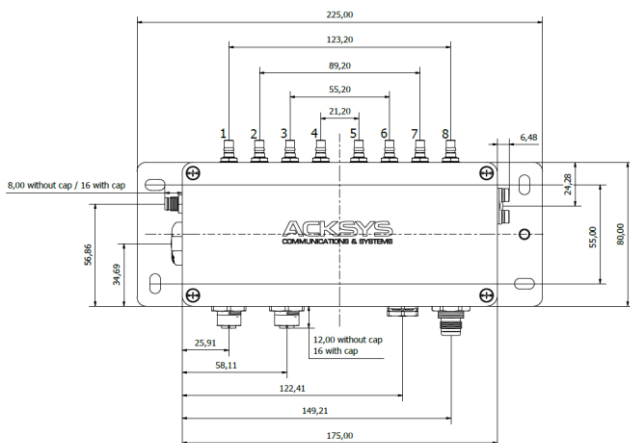 225,00
123,20
89,20
55,20
21,20
1 2 3 4 5 6 7 8
6,48
8,00 without cap / 16 with cap
24,28
56,86
34,69
ACKSYS
COMMUNICATIONS & SYSTEMS
55,00
80,00
12,00 without cap
16 with cap
25,91
58,11
122,41
149,21
175,00